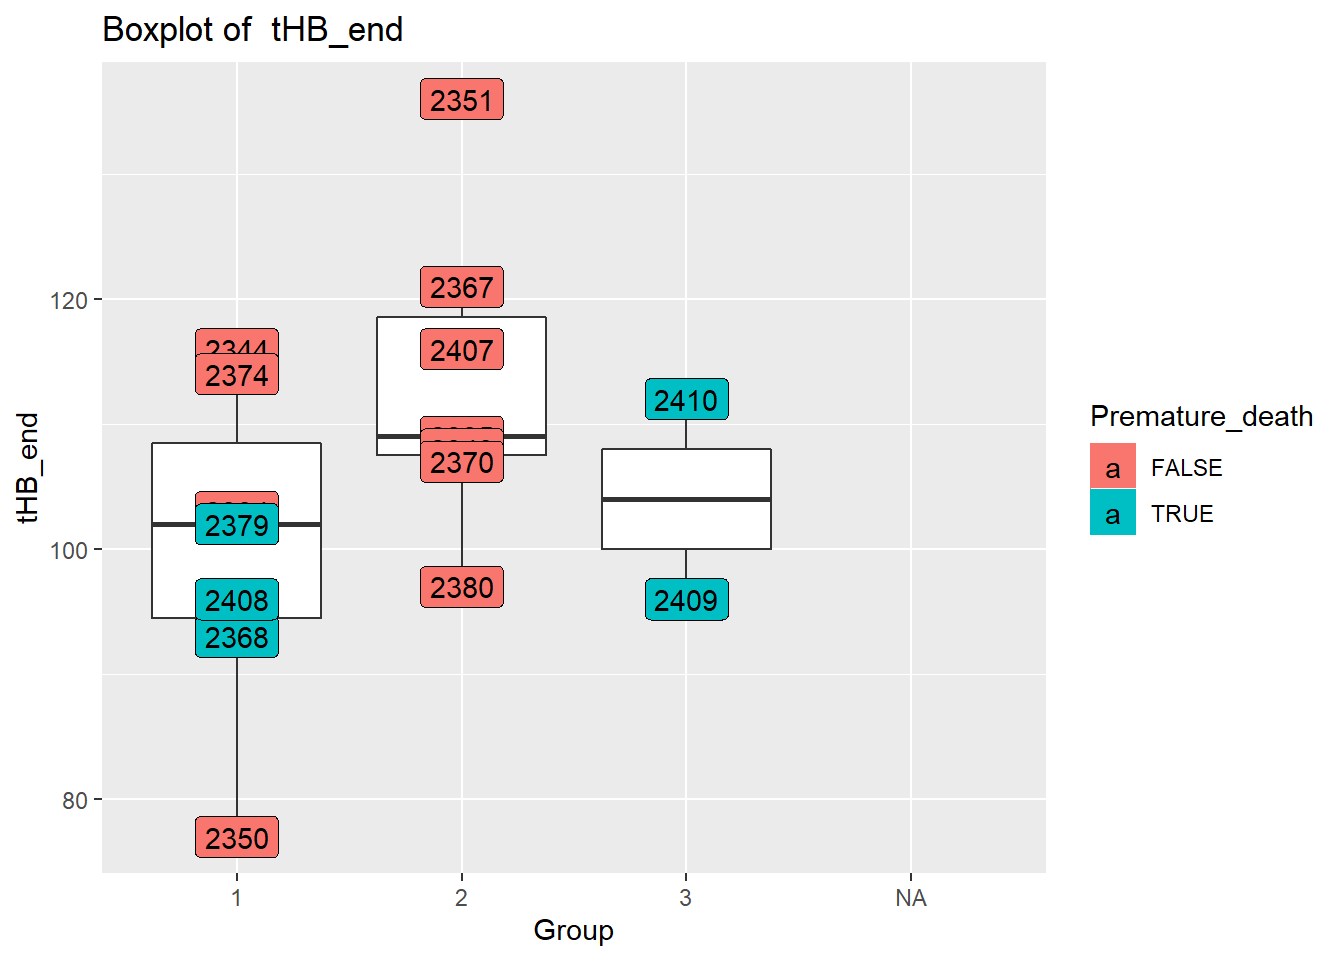 Boxplot of  tHB_end
2351
2367
120
2344
2407
2374
2410
2370
2379
100
2380
2408
2409
2368
80
2350
tHB_end
1
2
3
NA
Group
Premature_death
a FALSE
a TRUE